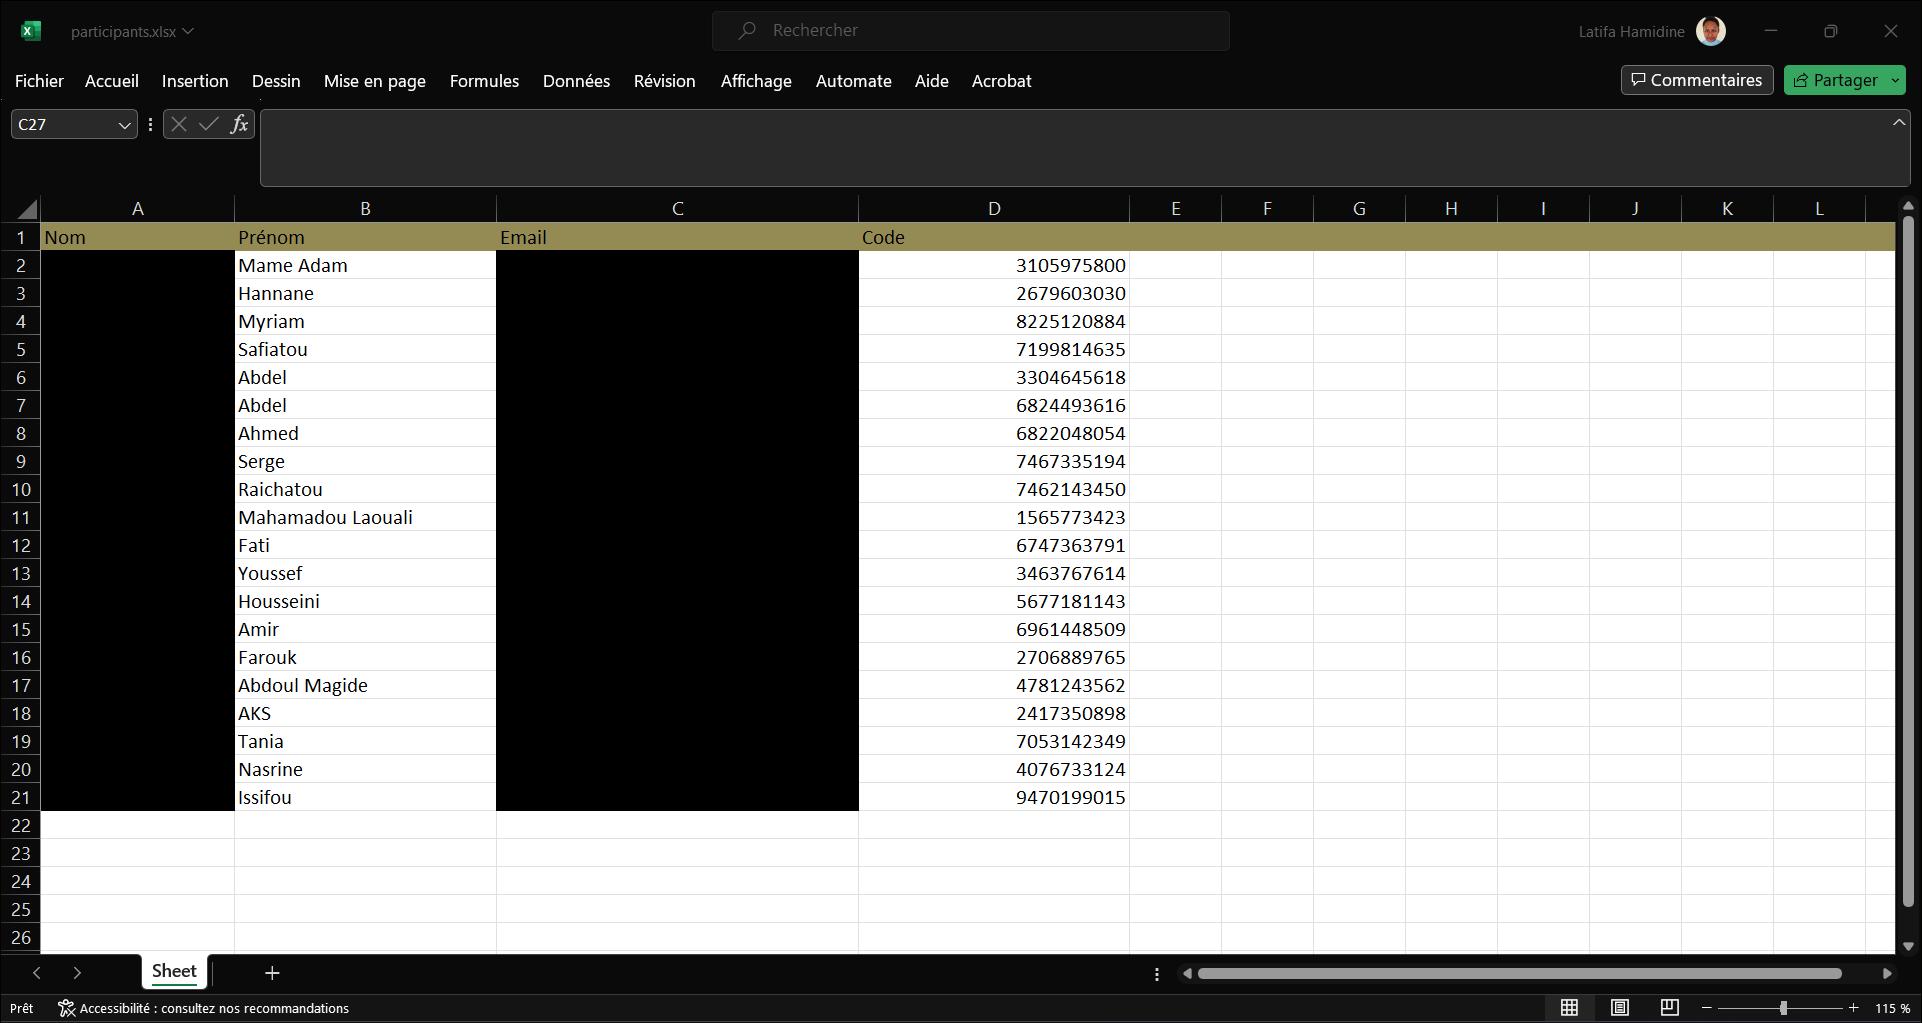 participants.xlsx
Rechercher
Latifa Hamidine
Fichier Accueil Insertion Dessin Mise en page Formules Données Révision Affichage Automate Aide Acrobat
Commentaires Partager
C27 fx
A B C D E F G H I J K L
1 Nom Prénom Email Code
2 Mame Adam 3105975800
3 Hannane 2679603030
4 Myriam 8225120884
5 Safiatou 7199814635
6 Abdel 3304645618
7 Abdel 6824493616
8 Ahmed 6822048054
9 Serge 7467335194
10 Raichatou 7462143450
11 Mahamadou Laouali 1565773423
12 Fati 6747363791
13 Youssef 3463767614
14 Housseini 5677181143
15 Amir 6961448509
16 Farouk 2706889765
17 Abdoul Magide 4781243562
18 AKS 2417350898
19 Tania 7053142349
20 Nasrine 4076733124
21 Issifou 9470199015
22
23
24
25
26
Sheet
Prêt Accessibilité : consultez nos recommandations 115 %